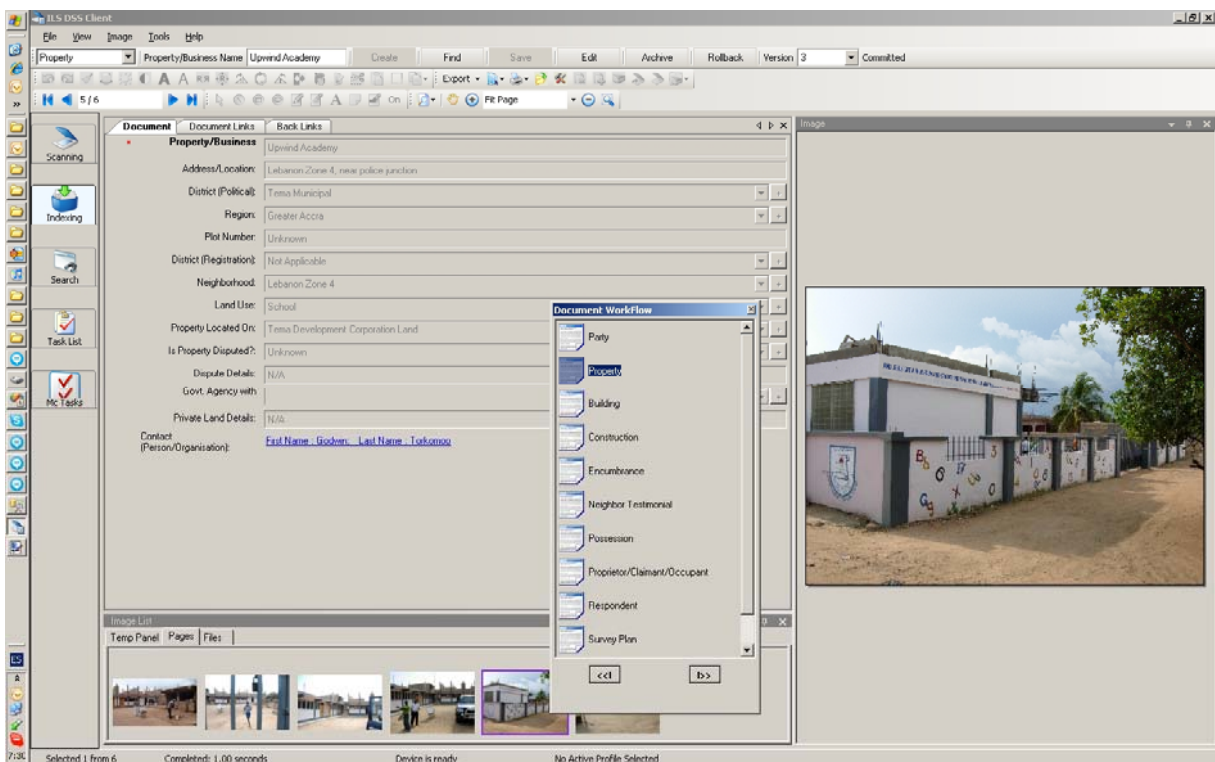 ILS DSS Client
File View Image Tools Help
Property Property/Business Name Upwind Academy Create Find Save Edit Archive Rollback Version 3 Committed
Export
5/6 On Fit Page
Document Document Links Back Links
Image
Property/Business Upwind Academy
Scanning
Address/Location: Lebanon Zone 4, near police junction
District (Political): Tema Municipal
Indexing
Region: Greater Accra
Plot Number: Unknown
District (Registration): Not Applicable
Search
Neighborhood: Lebanon Zone 4
Land Use: School
Property Located On: Tema Development Corporation Land
Task List
Is Property Disputed?: Unknown
Dispute Details: N/A
Govt. Agency with
Mc Tasks
Private Land Details: N/A
Contact
(Person/Organisation):
First Name : Godwin; Last Name : Torkornoo
Document WorkFlow
Party
Property
Building
Construction
Encumbrance
Neighbor Testimonial
Possession
Proprietor/Claimant/Occupant
Respondent
Survey Plan
Image List
Temp Panel Pages Files
ES
7:30
Selected 1 from 6 Completed: 1.00 seconds Device is ready No Active Profile Selected